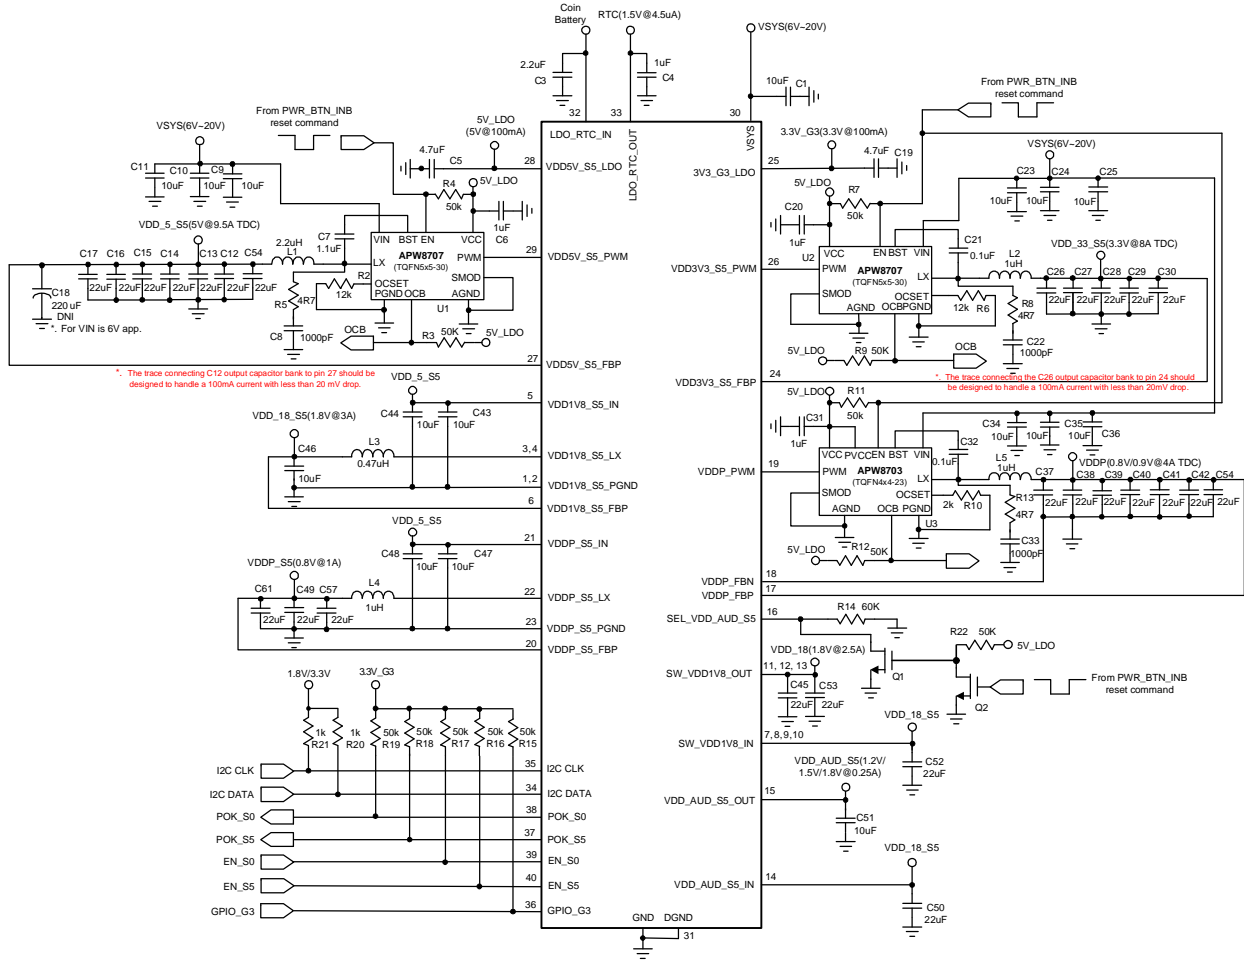 Coin
Battery
RTC(1.5V@4.5uA)
VSYS(6V~20V)
2.2uF
C3
1uF
C4
10uF
C1
32
33
30
From PWR_BTN_INB
reset command
From PWR_BTN_INB
reset command
VSYS(6V~20V)
C11
10uF
C10
10uF
C9
10uF
5V_LDO
(5V@100mA)
4.7uF
C5
28
R4
50k
5V_LDO
1uF
C6
LDO_RTC_IN
LDO_RTC_OUT
VSYS
VDD5V_S5_LDO
3V3_G3_LDO
3.3V_G3(3.3V@100mA)
25
4.7uF
C19
VSYS(6V~20V)
C23
10uF
C24
10uF
C25
10uF
5V_LDO
R7
50k
C20
1uF
VDD_5_S5(5V@9.5A TDC)
C17
22uF
C16
22uF
C15
22uF
C14
22uF
C13
22uF
C12
22uF
C54
22uF
2.2uH
L1
C7
1.1uF
VIN
BST
EN
VCC
APW8707
(TQFN5x5-30)
LX
PWM
OCSET
SMOD
PGND
OCB
AGND
U1
R2
12k
R5
4R7
C8
1000pF
C18
220 uF
DNI
*. For VIN is 6V app.
29
VDD5V_S5_PWM
OCB
R3
50K
5V_LDO
27
VDD5V_S5_FBP
*. The trace connecting C12 output capacitor bank to pin 27 should be
designed to handle a 100mA current with less than 20 mV drop.
VDD3V3_S5_PWM
26
U2
VCC
EN
BST
VIN
APW8707
(TQFN5x5-30)
PWM
LX
SMOD
OCSET
AGND
OCB
PGND
C21
0.1uF
L2
1uH
VDD_33_S5(3.3V@8A TDC)
C26
22uF
C27
22uF
C28
22uF
C29
22uF
C30
22uF
12k
R6
R8
4R7
C22
1000pF
5V_LDO
R9
50K
OCB
24
VDD3V3_S5_FBP
*. The trace connecting the C26 output capacitor bank to pin 24 should
be designed to handle a 100mA current with less than 20mV drop.
VDD_5_S5
5
VDD1V8_S5_IN
C44
10uF
C43
10uF
VDD_18_S5(1.8V@3A)
C46
10uF
L3
0.47uH
3,4
VDD1V8_S5_LX
1,2
VDD1V8_S5_PGND
6
VDD1V8_S5_FBP
5V_LDO
R11
50k
C31
1uF
VDDP_PWM
19
VCC
PVCC
EN
BST
VIN
APW8703
(TQFN4x4-23)
PWM
LX
SMOD
OCSET
AGND
OCB
PGND
U3
C32
0.1uF
C34
10uF
C35
10uF
C36
L5
1uH
VDDP(0.8V/0.9V@4A TDC)
C37
22uF
C38
22uF
C39
22uF
C40
22uF
C41
22uF
C42
22uF
C54
22uF
2k
R10
R13
4R7
C33
1000pF
5V_LDO
R12
50K
VDD_5_S5
21
VDDP_S5_IN
C48
10uF
C47
10uF
VDDP_S5(0.8V@1A)
C61
22uF
C49
22uF
C57
22uF
L4
1uH
22
VDDP_S5_LX
23
VDDP_S5_PGND
20
VDDP_S5_FBP
VDDP_FBN
18
VDDP_FBP
17
SEL_VDD_AUD_S5
16
R14
60K
Q1
R22
50K
5V_LDO
Q2
From PWR_BTN_INB
reset command
VDD_18(1.8V@2.5A)
SW_VDD1V8_OUT
11, 12, 13
C45
22uF
C53
22uF
VDD_18_S5
SW_VDD1V8_IN
7, 8, 9, 10
C52
22uF
VDD_AUD_S5(1.2V/
1.5V/1.8V@0.25A)
VDD_AUD_S5_OUT
15
C51
10uF
VDD_18_S5
VDD_AUD_S5_IN
14
C50
22uF
1.8V/3.3V
3.3V_G3
1k
R21
1k
R20
50k
R19
50k
R18
50k
R17
50k
R16
50k
R15
I2C CLK
35
I2C CLK
I2C DATA
34
I2C DATA
POK_S0
38
POK_S0
POK_S5
37
POK_S5
EN_S0
39
EN_S0
EN_S5
40
EN_S5
GPIO_G3
36
GPIO_G3
GND
DGND
31